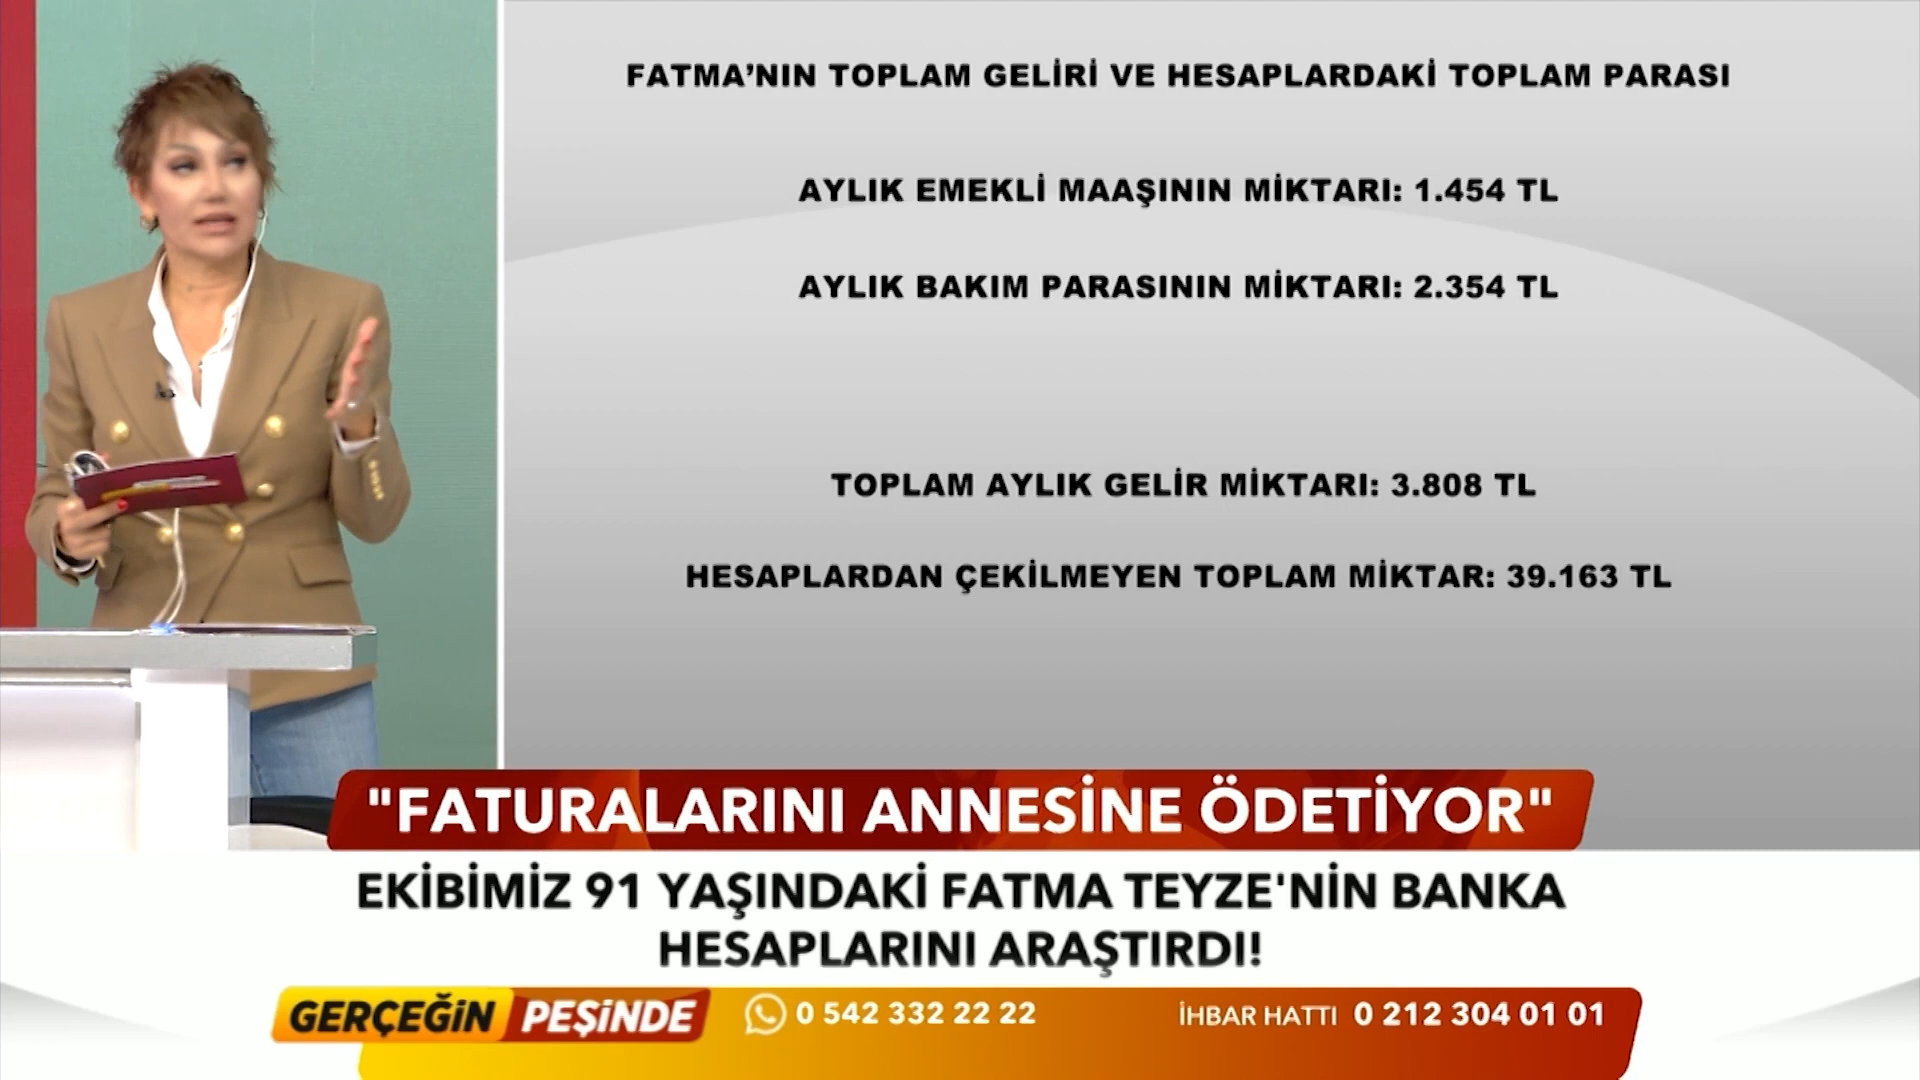 FATMA’NIN TOPLAM GELİRİ VE HESAPLARDAKİ TOPLAM PARASI
AYLIK EMEKLİ MAAŞININ MİKTARI: 1.454 TL
AYLIK BAKIM PARASININ MİKTARI: 2.354 TL
TOPLAM AYLIK GELİR MİKTARI: 3.808 TL
HESAPLARDAN ÇEKİLMEYEN TOPLAM MİKTAR: 39.163 TL
"FATURALARINI ANNESİNE ÖDETİYOR"
EKİBİMİZ 91 YAŞINDAKİ FATMA TEYZE'NİN BANKA
HESAPLARINI ARAŞTIRDI!
GERÇEĞİN PEŞİNDE 0 542 332 22 22 İHBAR HATTI 0 212 304 01 01